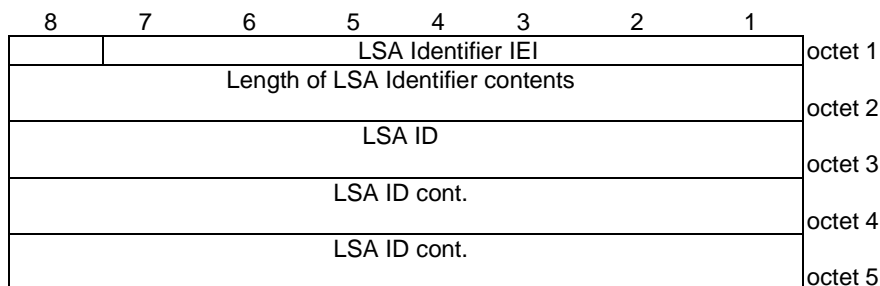 8 7 6 5 4 3 2 1
LSA Identifier IEI octet 1
Length of LSA Identifier contents
octet 2
LSA ID
octet 3
LSA ID cont.
octet 4
LSA ID cont.
octet 5